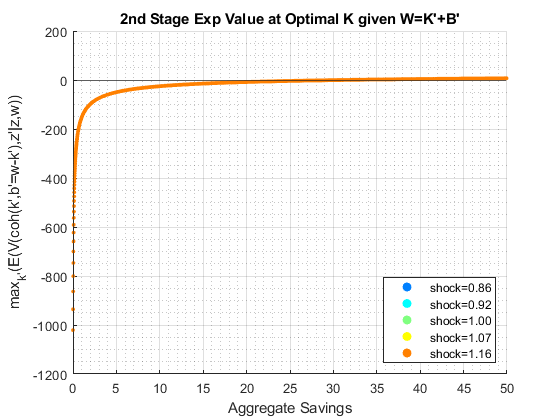 2nd Stage Exp Value at Optimal K given W=K'+B'
max_k'(E(V(coh(k',b'=w-k'),z'|z,w))
200
0
-200
-400
-600
-800
-1000
-1200
shock=0.86
shock=0.92
shock=1.00
shock=1.07
shock=1.16
0 5 10 15 20 25 30 35 40 45 50
Aggregate Savings